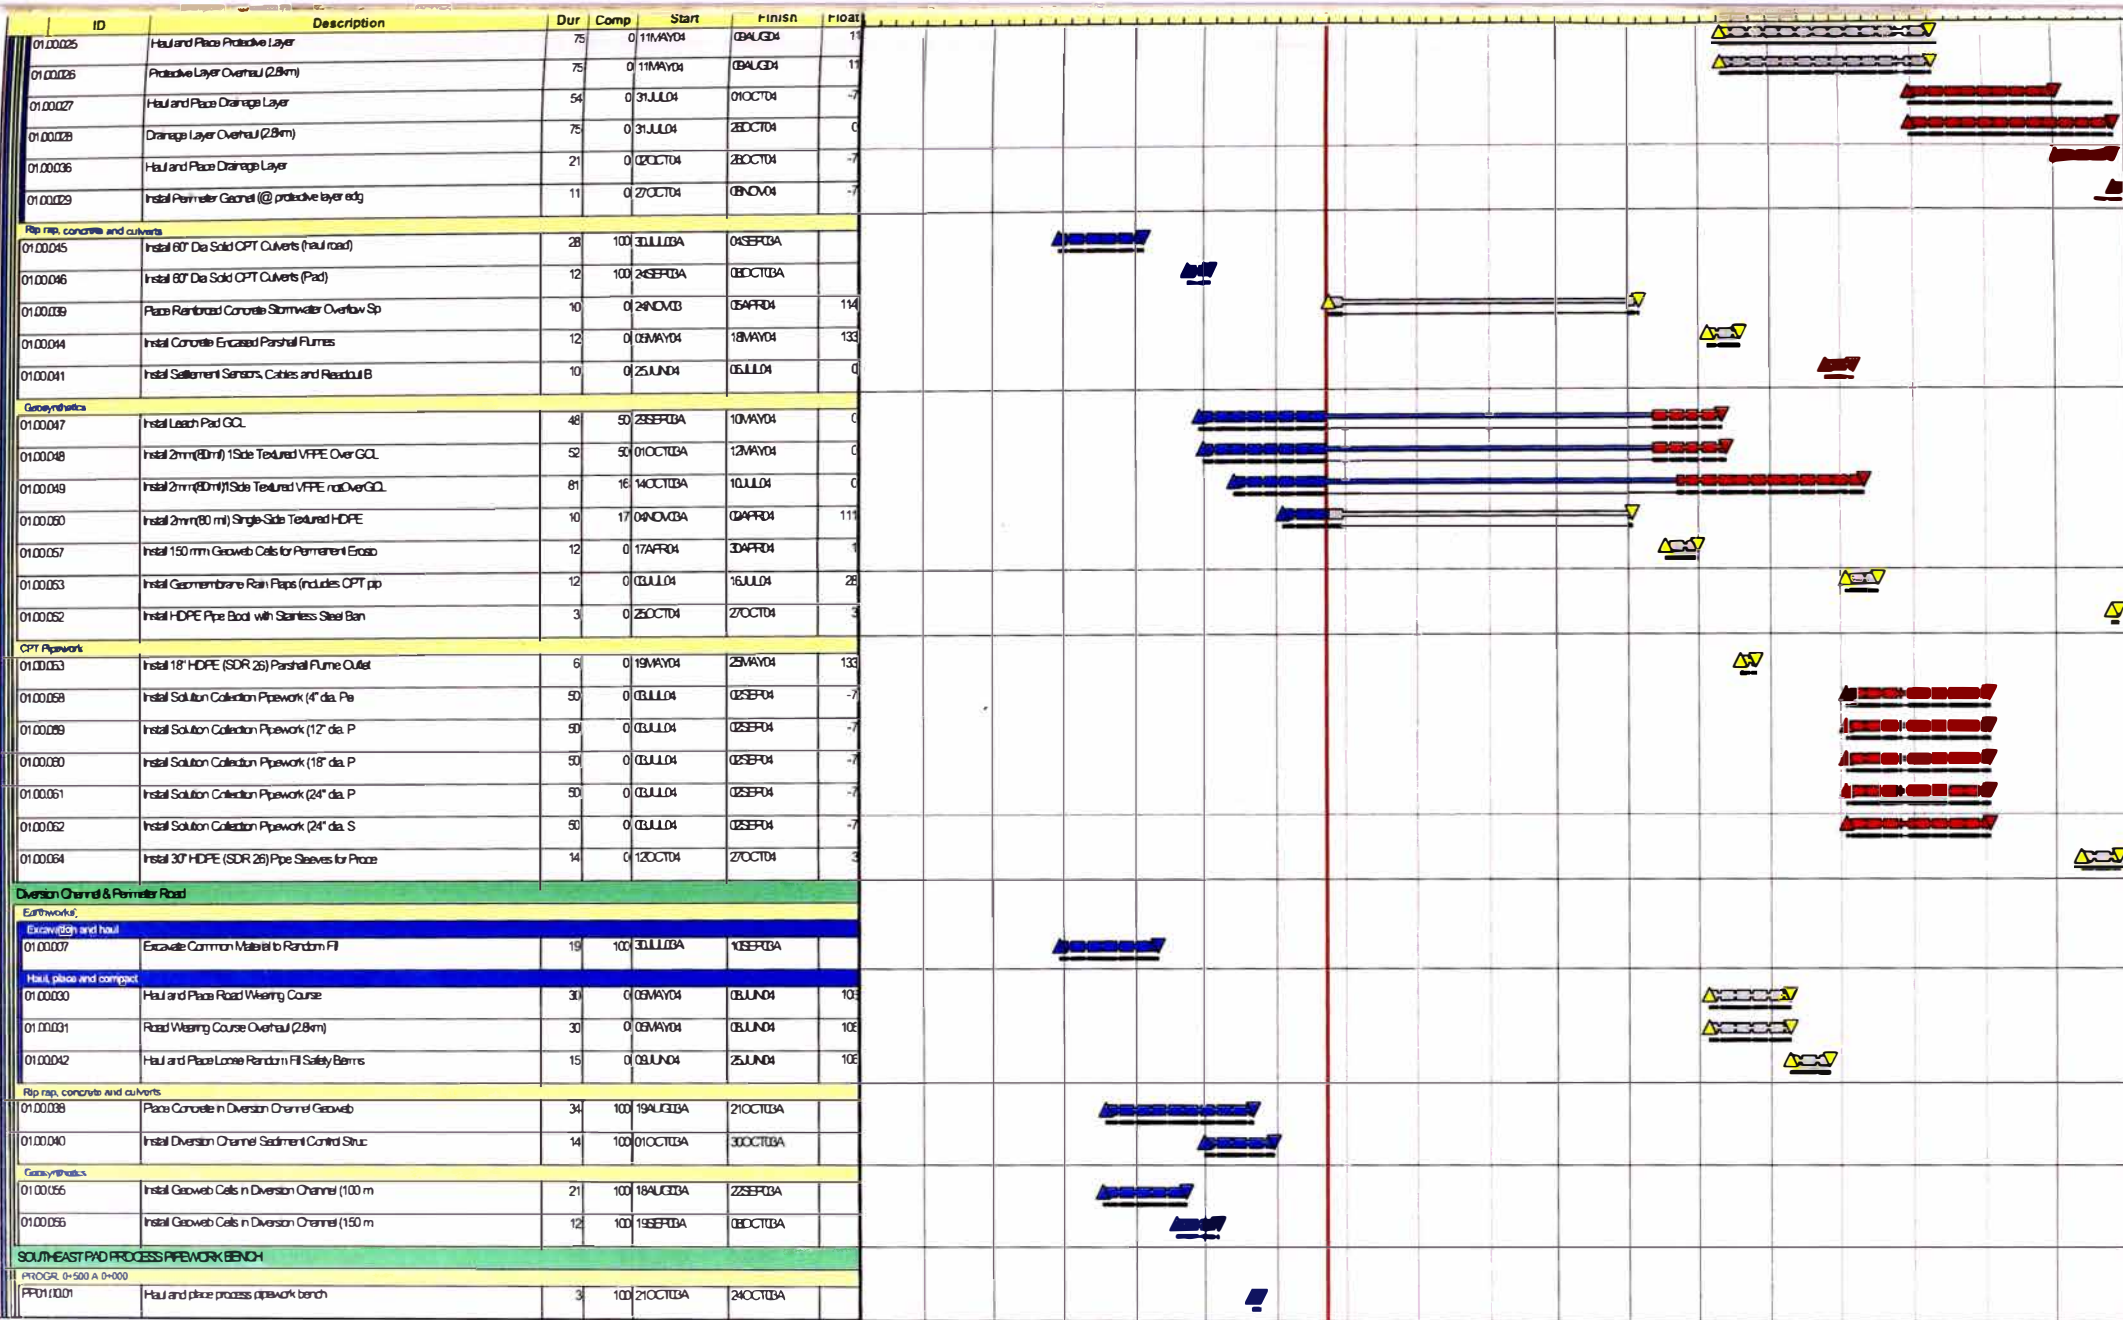 ID Description Dur Comp Start Finish Float
01.00.025 Haul and Place Protective Layer 75 0 11MAY04 09AUG04 11
01.00.026 Protective Layer Overhaul (2.8km) 75 0 11MAY04 09AUG04 11
01.00.027 Haul and Place Drainage Layer 54 0 31JUL04 01OCT04 -7
01.00.028 Drainage Layer Overhaul (2.8km) 75 0 31JUL04 26OCT04 0
01.00.036 Haul and Place Drainage Layer 21 0 02OCT04 26OCT04 -7
01.00.029 Install Perimeter Geonet (@ protective layer edg 11 0 27OCT04 08NOV04 -7
Rip rap, concrete and culverts
01.00.045 Install 60" Dia Solid CPT Culverts (haul road) 28 100 30JUL03A 04SEP03A
01.00.046 Install 60" Dia Solid CPT Culverts (Pad) 12 100 24SEP03A 08OCT03A
01.00.039 Place Reinforced Concrete Stormwater Overflow Sp 10 0 24NOV03 05APR04 114
01.00.044 Install Concrete Encased Parshall Flumes 12 0 05MAY04 18MAY04 133
01.00.041 Install Settlement Sensors, Cables and Readout B 10 0 25JUN04 06JUL04 0
Geosynthetics
01.00.047 Install Leach Pad GCL 48 50 29SEP03A 10MAY04 0
01.00.048 Install 2mm(80ml) 1Side Textured VFPE Over GCL 52 50 01OCT03A 12MAY04 0
01.00.049 Install 2mm(80ml)1Side Textured VFPE notOverGCL 81 16 14OCT03A 10JUL04 0
01.00.050 Install 2mm(80 ml) Single-Side Textured HDPE 10 17 04NOV03A 02APR04 111
01.00.057 Install 150 mm Geoweb Cells for Permanent Erosio 12 0 17APR04 30APR04 1
01.00.053 Install Geomembrane Rain Flaps (includes CPT pip 12 0 03JUL04 16JUL04 28
01.00.052 Install HDPE Pipe Boot with Stainless Steel Ban 3 0 25OCT04 27OCT04 3
CPT Pipework
01.00.063 Install 18" HDPE (SDR 26) Parshall Flume Outlet 6 0 19MAY04 25MAY04 133
01.00.058 Install Solution Collection Pipework (4" dia. Pe 50 0 03JUL04 02SEP04 -7
01.00.059 Install Solution Collection Pipework (12" dia. P 50 0 03JUL04 02SEP04 -7
01.00.060 Install Solution Collection Pipework (18" dia. P 50 0 03JUL04 02SEP04 -7
01.00.061 Install Solution Collection Pipework (24" dia. P 50 0 03JUL04 02SEP04 -7
01.00.062 Install Solution Collection Pipework (24" dia. S 50 0 03JUL04 02SEP04 -7
01.00.064 Install 30" HDPE (SDR 26) Pipe Sleeves for Proce 14 0 12OCT04 27OCT04 3
Diversion Channel & Perimeter Road
Earthworks
Excavation and haul
01.00.007 Excavate Common Material to Random Fill 19 100 30JUL03A 10SEP03A
Haul, place and compact
01.00.030 Haul and Place Road Wearing Course 30 0 05MAY04 08JUN04
01.00.031 Road Wearing Course Overhaul (2.8km) 30 0 05MAY04 08JUN04
01.00.042 Haul and Place Loose Random Fill Safety Berms 15 0 09JUN04 25JUN04
Rip rap, concrete and culverts
01.00.038 Place Concrete in Diversion Channel Geoweb 34 100 19AUG03A 21OCT03A
01.00.040 Install Diversion Channel Sediment Control Struc 14 100 01OCT03A 30OCT03A
Geosynthetics
01.00.055 Install Geoweb Cells in Diversion Channel (100 m 21 100 18AUG03A 22SEP03A
01.00.056 Install Geoweb Cells in Diversion Channel (150 m 12 100 19SEP03A 08OCT03A
SOUTHEAST PAD PROCESS PIPEWORK BENCH
PROGR. 0+500 A 0+000
Haul and place process pipework bench 3 100 21OCT03A 24OCT03A